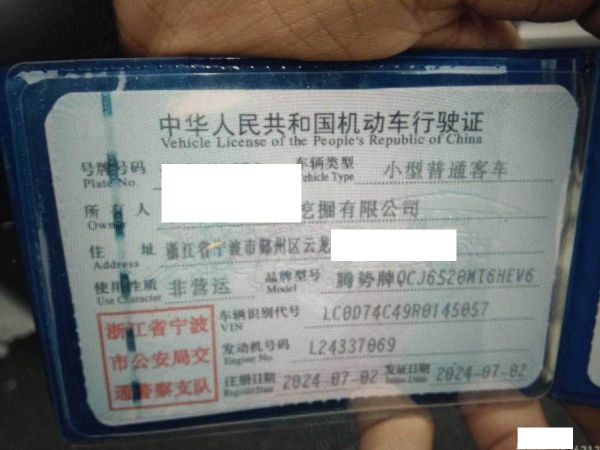 中华人民共和国机动车行驶证
Vehicle License of the People's Republic of China
号牌号码 车辆类型 小型普通客车
Plate No. Vehicle Type
所有人 挖掘有限公司
Owner
住址 浙江省宁波市鄞州区云龙
Address
使用性质 非营运 品牌型号 腾势牌QCJ6520MT6HEV6
Use Character Model
浙江省宁波
市公安局交
通警察支队
车辆识别代号 LC0D74C49R0145057
VIN
发动机号码 L24337069
Engine No.
注册日期 2024-07-02 发证日期 2024-07-02
Register Date Issue Date